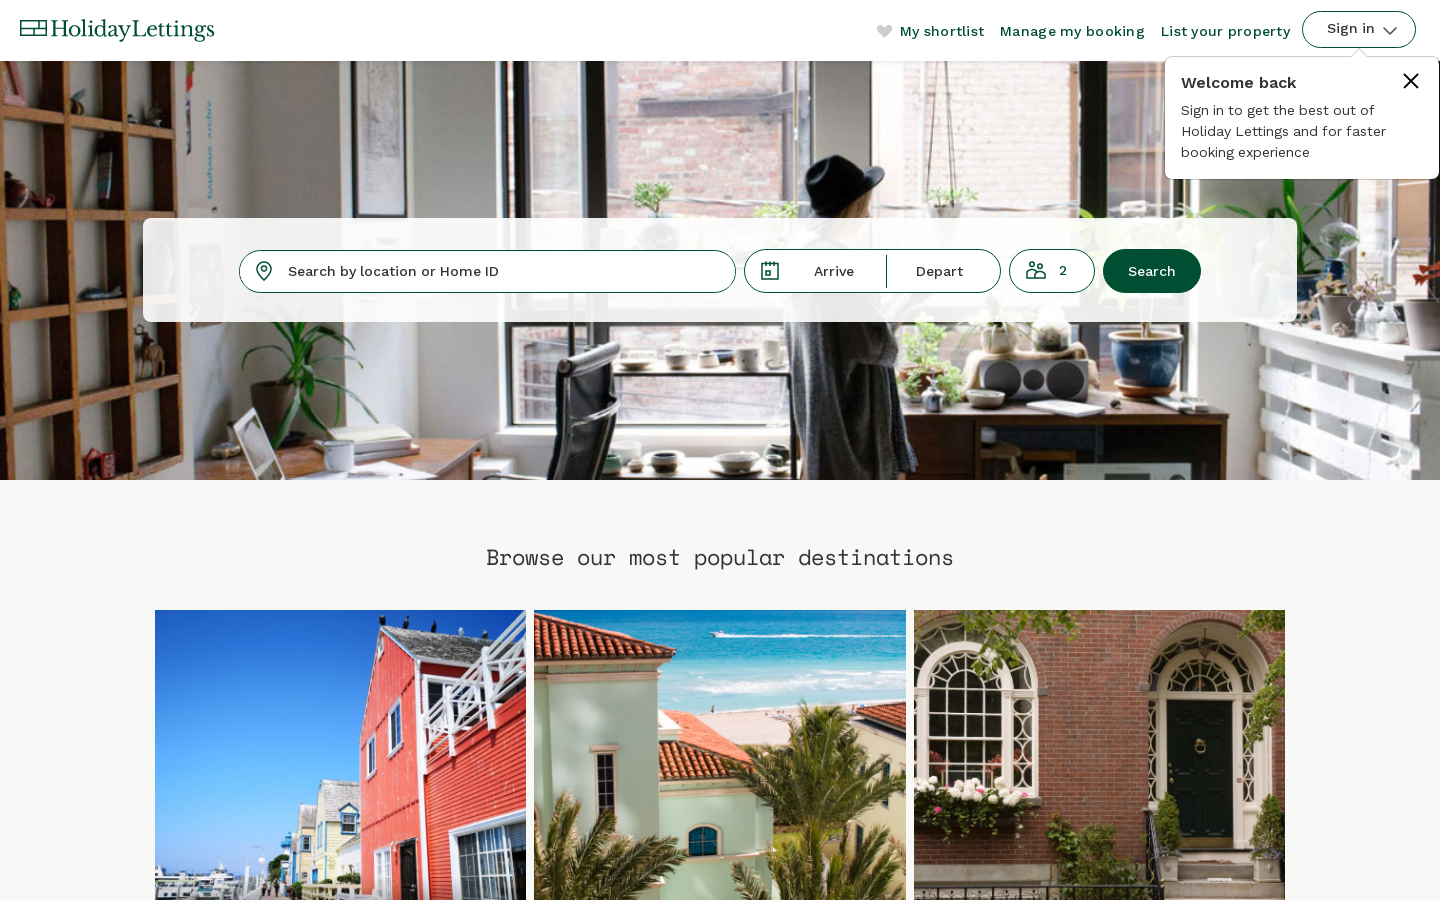 HolidayLettings
My shortlist
Manage my booking
List your property
Sign in
Welcome back
Sign in to get the best out of
Holiday Lettings and for faster
booking experience
bauhaus archiv
Search by location or Home ID
Arrive
Depart
2
Search
Browse our most popular destinations